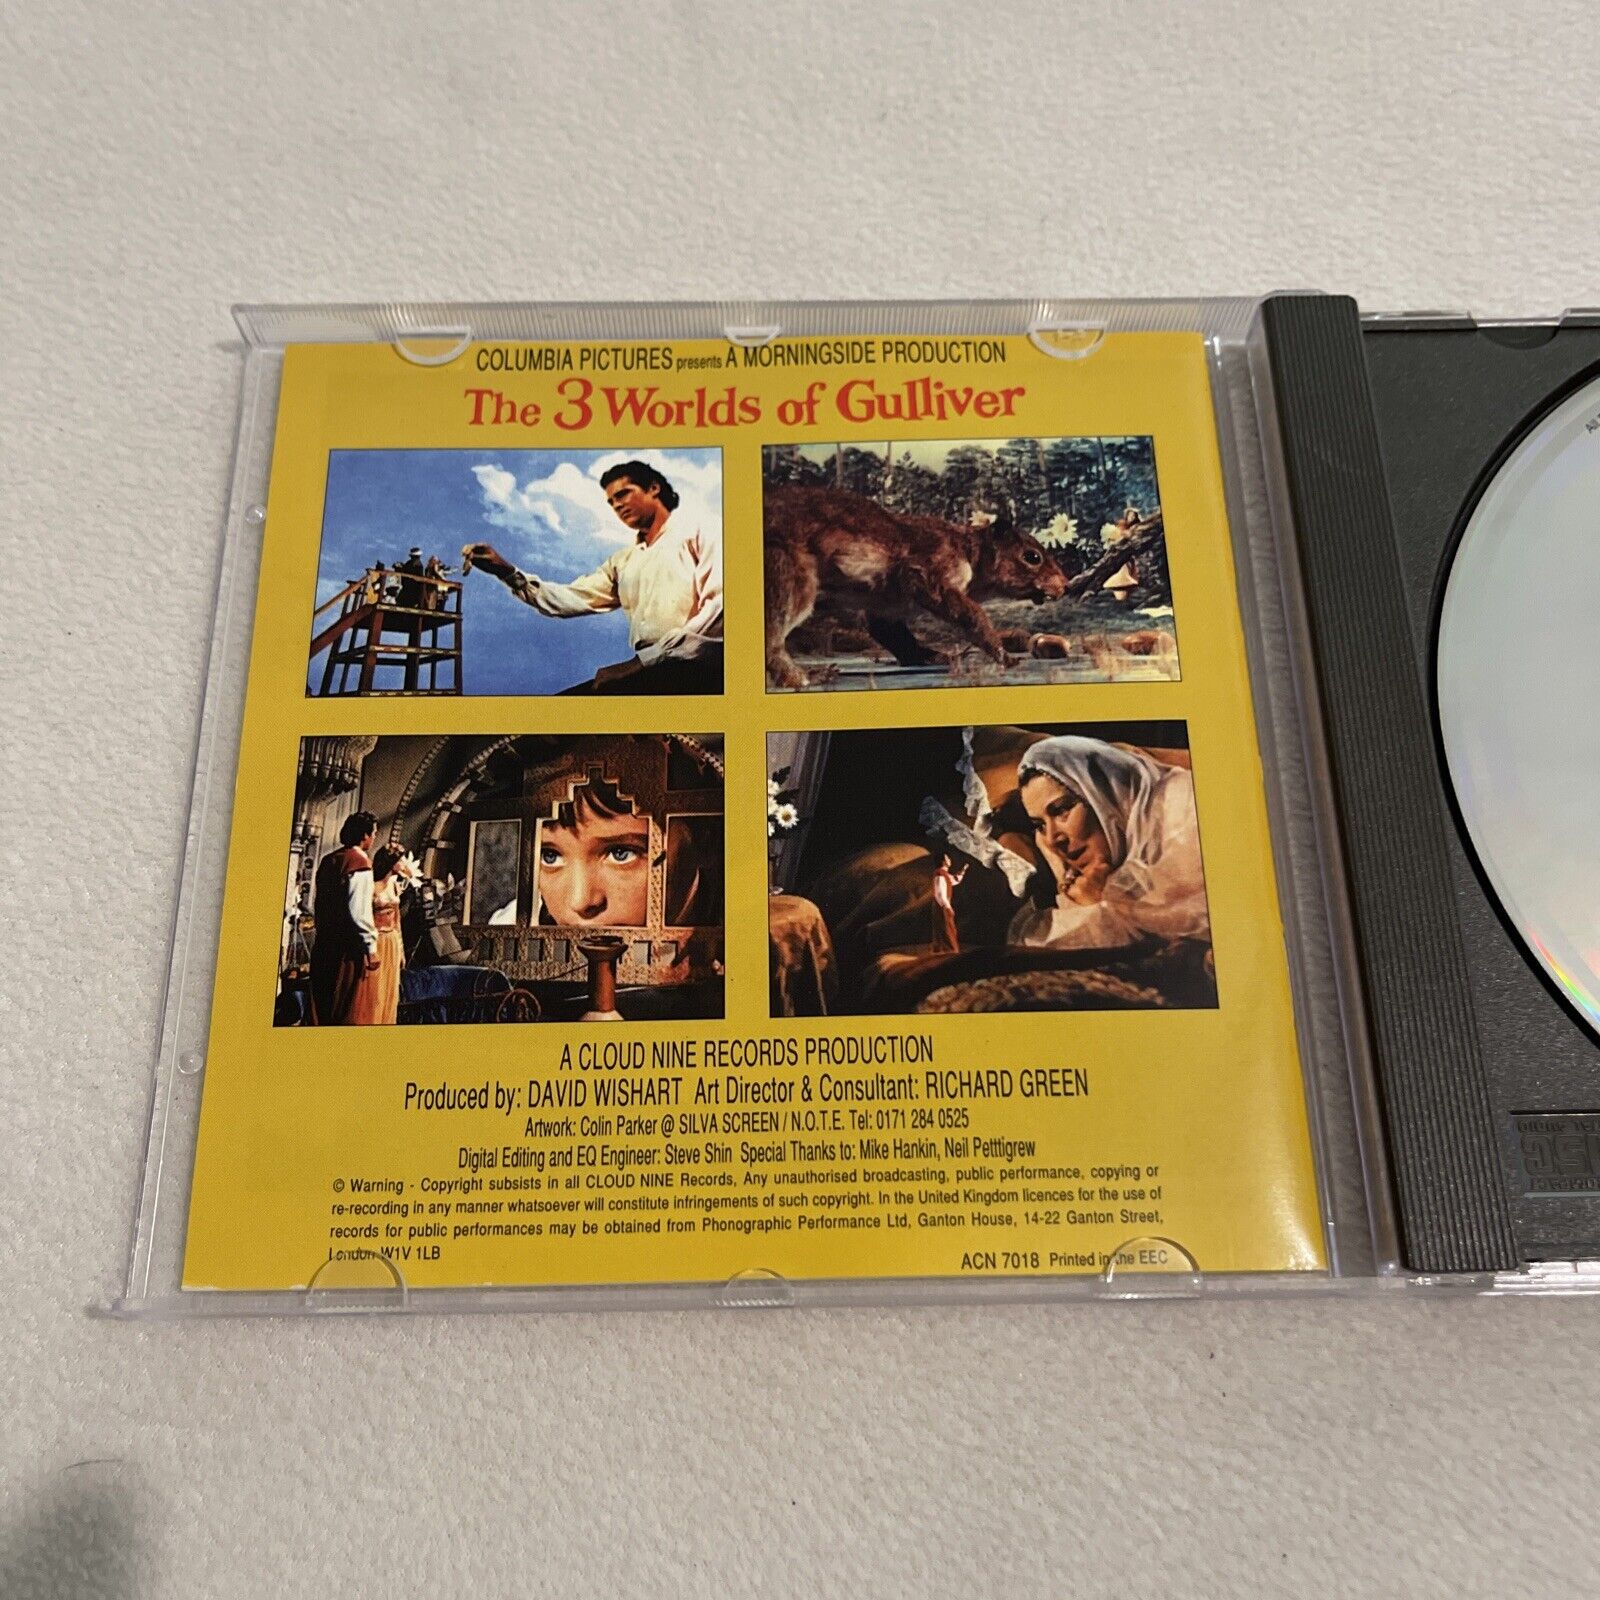 COLUMBIA PICTURES presents A MORNINGSIDE PRODUCTION
The 3 Worlds of Gulliver
A CLOUD NINE RECORDS PRODUCTION
Produced by: DAVID WISHART Art Director & Consultant: RICHARD GREEN
Artwork: Colin Parker @ SILVA SCREEN / N.O.T.E. Tel: 0171 284 0525
Digital Editing and EQ Engineer: Steve Shin Special Thanks to: Mike Hankin, Neil Petttigrew
© Warning - Copyright subsists in all CLOUD NINE Records, Any unauthorised broadcasting, public performance, copying or
re-recording in any manner whatsoever will constitute infringements of such copyright. In the United Kingdom licences for the use of
records for public performances may be obtained from Phonographic Performance Ltd, Ganton House, 14-22 Ganton Street,
London W1V 1LB
ACN 7018 Printed in the EEC